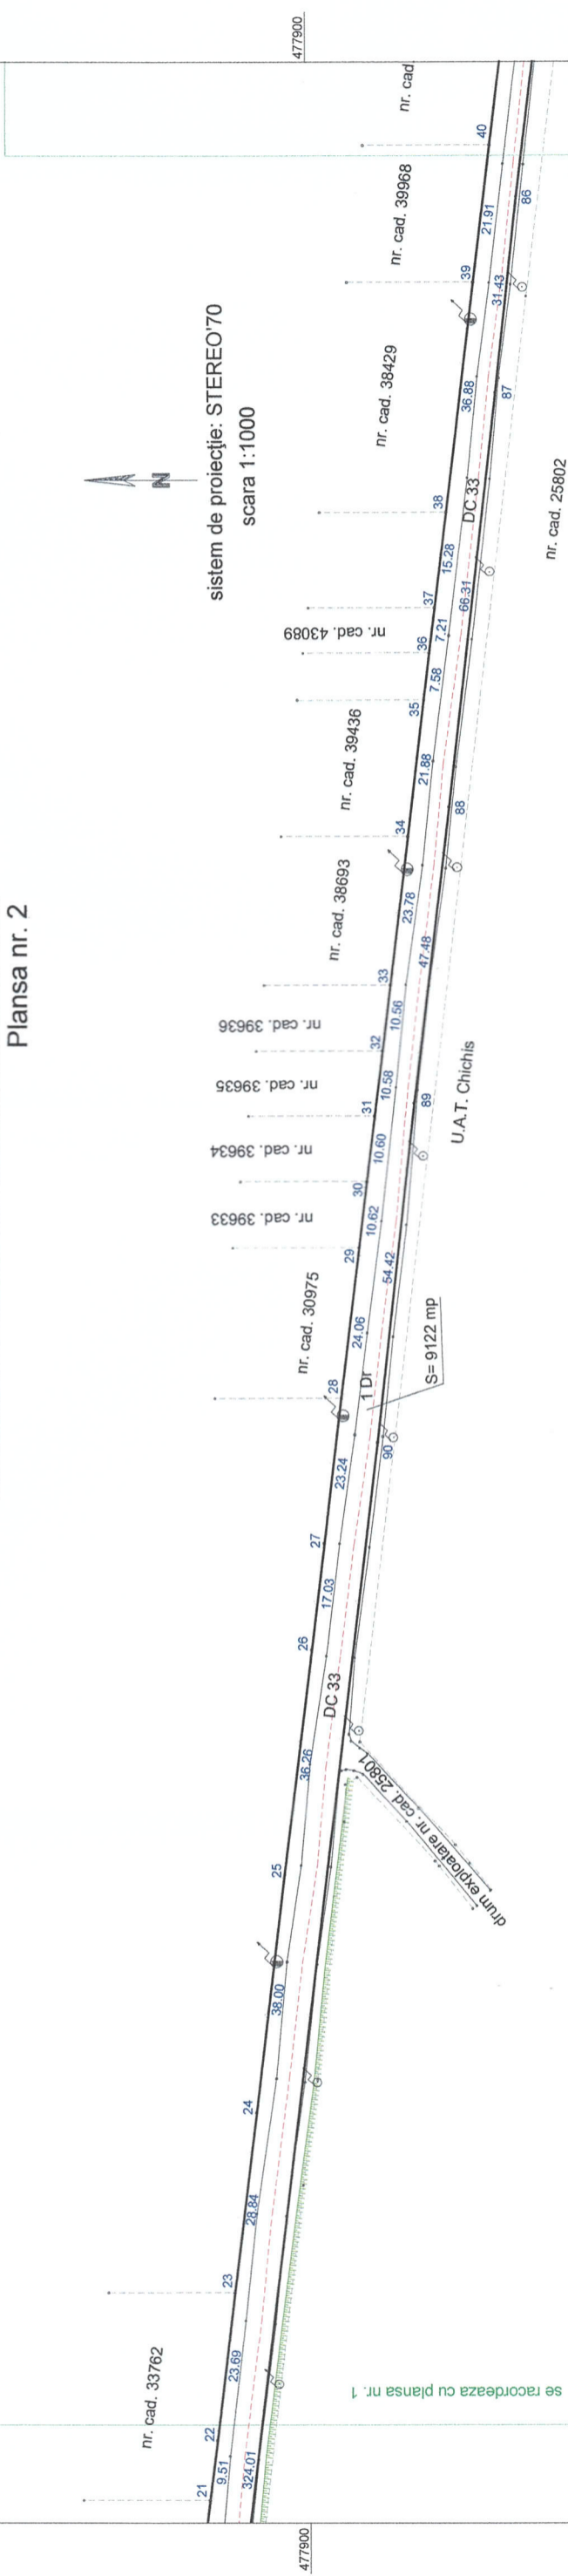 Plansa nr. 2
sistem de proiecţie: STEREO'70
scara 1:1000
N
477900
477900
se racordeaza cu plansa nr. 1
nr. cad. 33762
nr. cad. 30975
nr. cad. 39633
nr. cad. 39634
nr. cad. 39635
nr. cad. 39636
nr. cad. 38693
nr. cad. 39436
nr. cad. 43089
nr. cad. 38429
nr. cad. 39968
nr. cad.
21
22
23
24
25
26
27
28
29
30
31
32
33
34
35
36
37
38
39
40
9.51
23.69
28.84
38.00
36.26
17.03
23.24
24.06
10.62
10.60
10.58
10.56
23.78
21.88
7.58
7.21
15.28
36.88
21.91
324.01
DC 33
1 Dr
S= 9122 mp
54.42
47.48
66.31
DC 33
31.43
90
89
88
87
86
drum exploatare nr. cad. 25801
U.A.T. Chichis
nr. cad. 25802